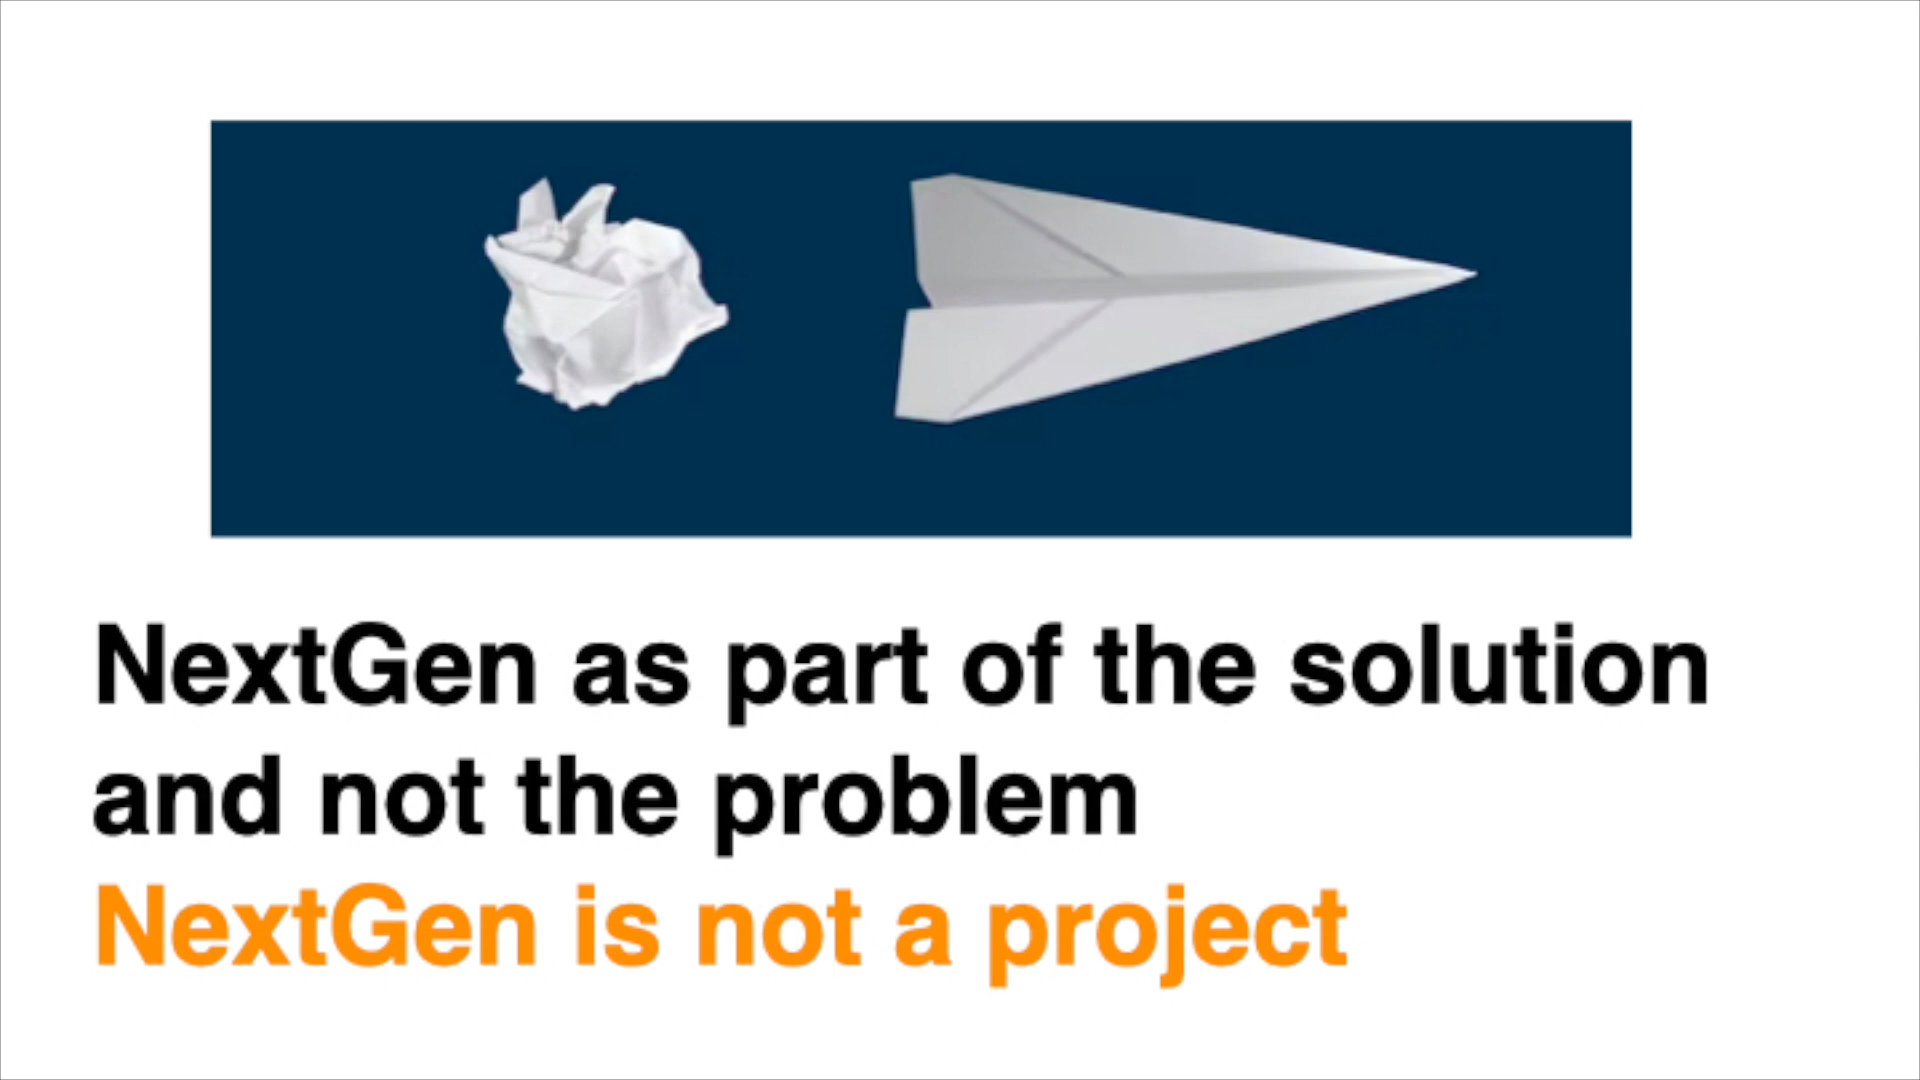 NextGen as part of the solution
and not the problem
NextGen is not a project